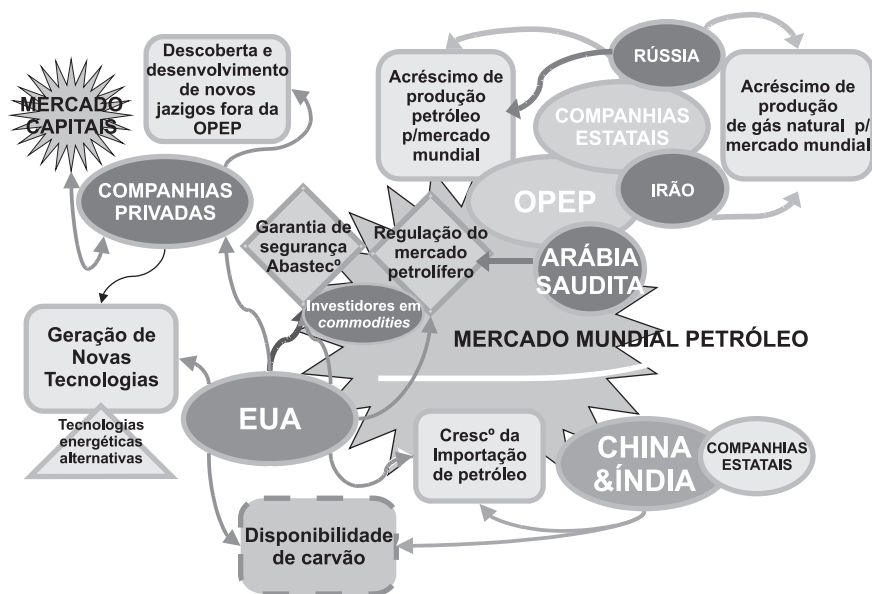 Descoberta e
desenvolvimento
de novos
jazigos fora da
OPEP
MERCADO
CAPITAIS
COMPANHIAS
PRIVADAS
Acréscimo de
produção
petróleo
p/mercado
mundial
RÚSSIA
COMPANHIAS
ESTATAIS
Acréscimo de
produção
de gás natural p/
mercado mundial
OPEP
IRÃO
ARÁBIA
SAUDITA
Garantia de
segurança
Abastecº
Regulação do
mercado
petrolífero
Investidores em
commodities
MERCADO MUNDIAL PETRÓLEO
Geração de
Novas
Tecnologias
Tecnologias
energéticas
alternativas
EUA
Crescº da
Importação
de petróleo
CHINA
&ÍNDIA
COMPANHIAS
ESTATAIS
Disponibilidade
de carvão